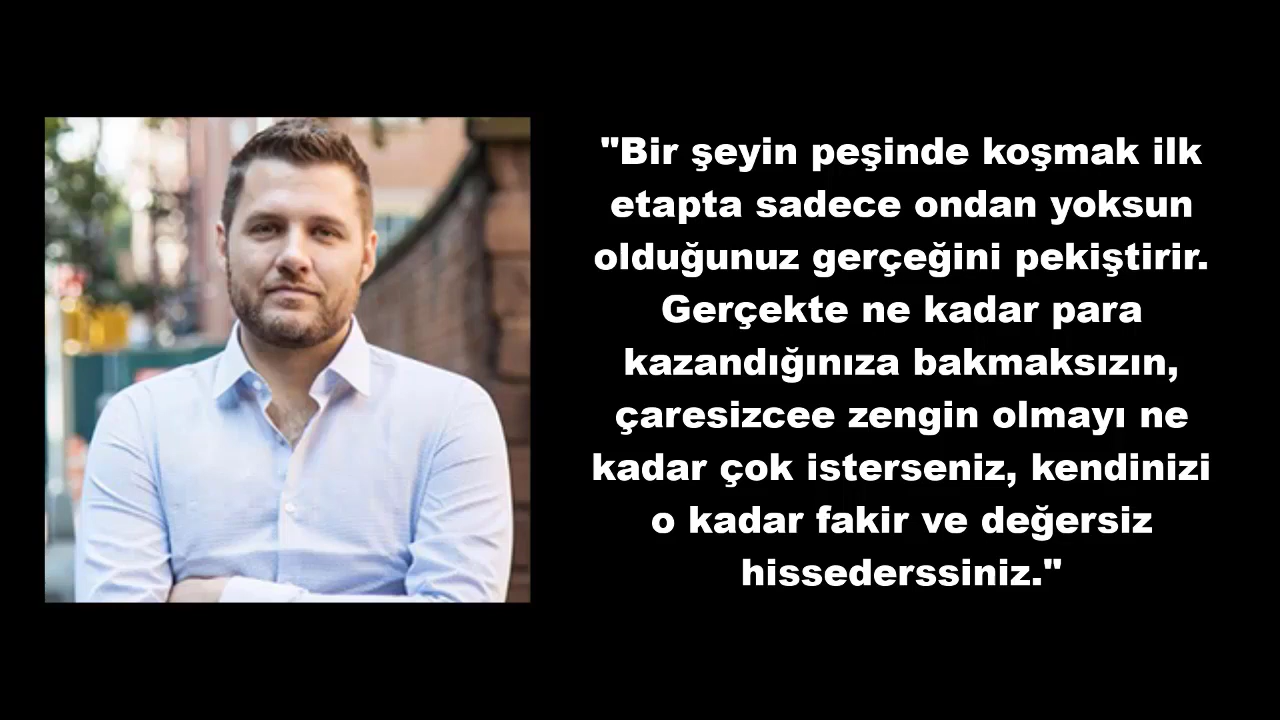 "Bir şeyin peşinde koşmak ilk
etapta sadece ondan yoksun
olduğunuz gerçeğini pekiştirir.
Gerçekte ne kadar para
kazandığınıza bakmaksızın,
çaresizcee zengin olmayı ne
kadar çok isterseniz, kendinizi
o kadar fakir ve değersiz
hissederssiniz."